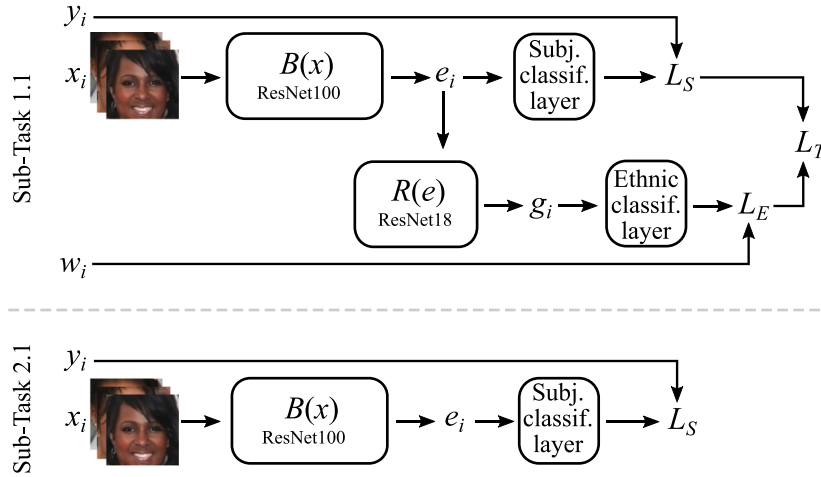 Sub-Task 1.1
y_i
x_i
B(x)
ResNet100
e_i
Subj.
classif.
layer
L_S
L_T
R(e)
ResNet18
g_i
Ethnic
classif.
layer
L_E
w_i
Sub-Task 2.1
y_i
x_i
B(x)
ResNet100
e_i
Subj.
classif.
layer
L_S